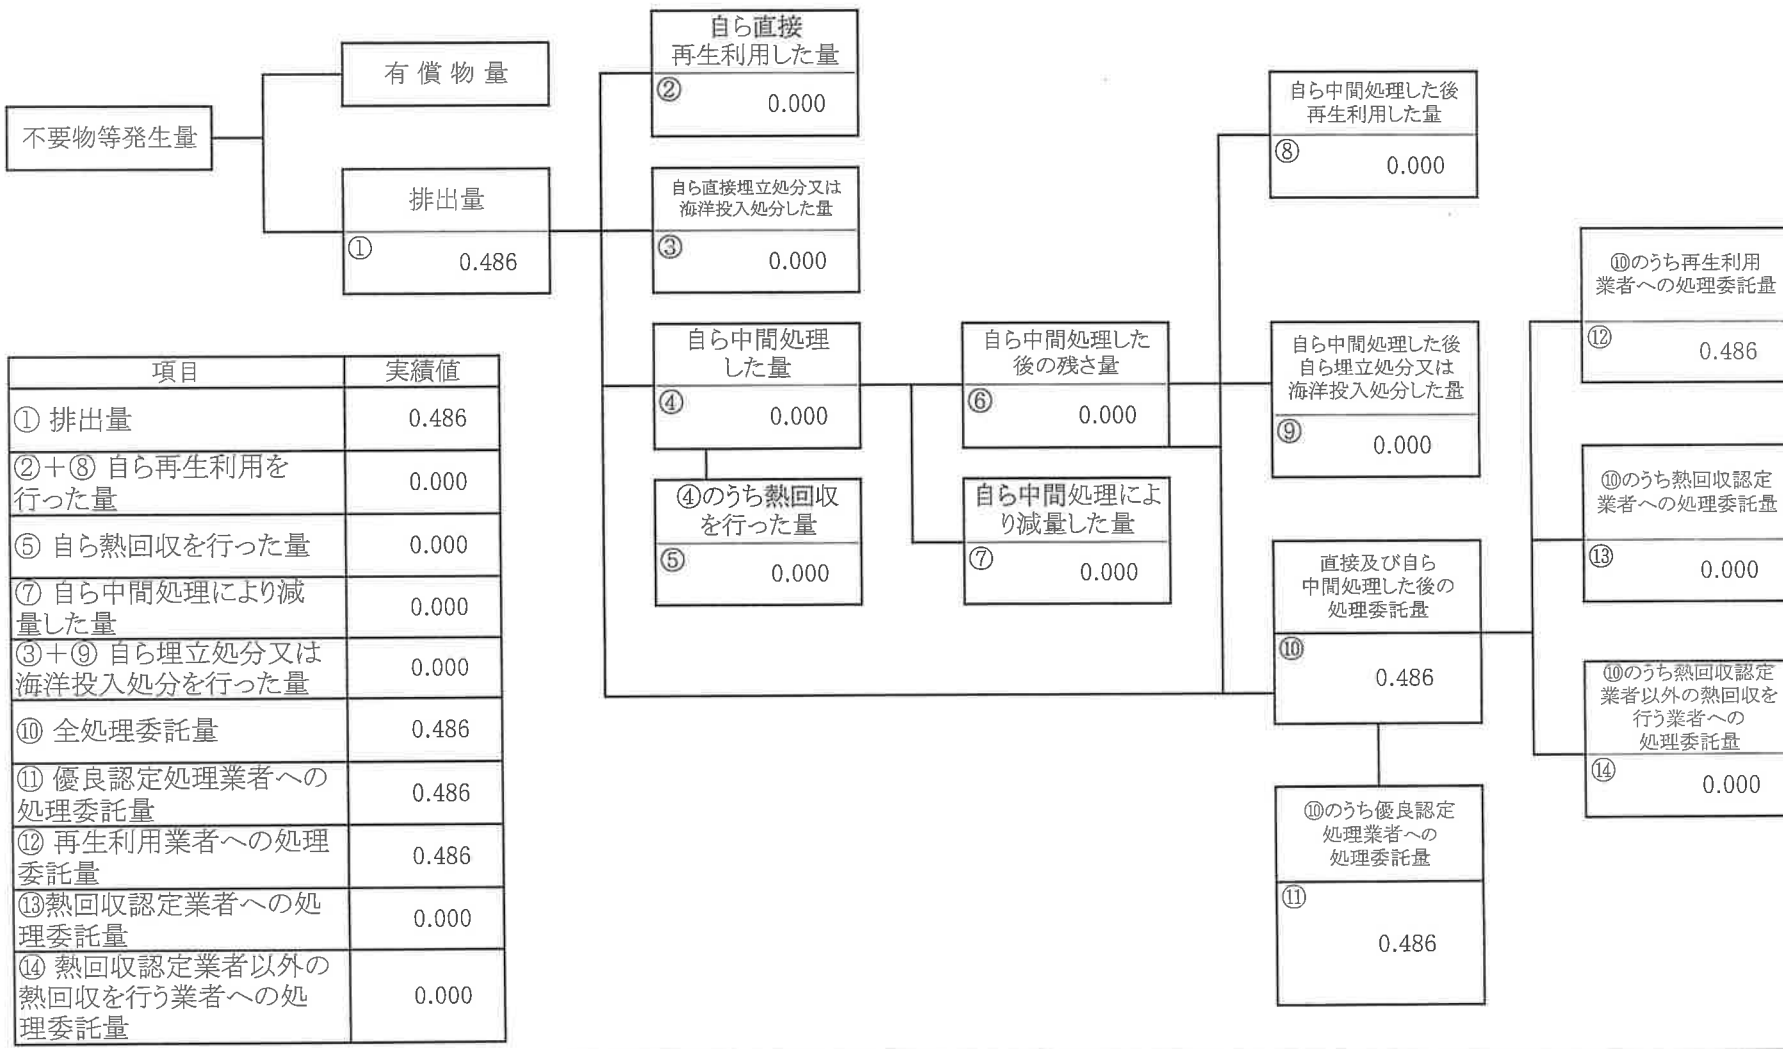 不要物等発生量
有償物量
排出量
①
0.486
自ら直接
再生利用した量
②
0.000
自ら直接埋立処分又は
海洋投入処分した量
③
0.000
自ら中間処理
した量
④
0.000
④のうち熱回収
を行った量
⑤
0.000
自ら中間処理した
後の残さ量
⑥
0.000
自ら中間処理によ
り減量した量
⑦
0.000
自ら中間処理した後
再生利用した量
⑧
0.000
自ら中間処理した後
自ら埋立処分又は
海洋投入処分した量
⑨
0.000
直接及び自ら
中間処理した後の
処理委託量
⑩
0.486
⑩のうち優良認定
処理業者への
処理委託量
⑪
0.486
⑩のうち再生利用
業者への処理委託量
⑫
0.486
⑩のうち熱回収認定
業者への処理委託量
⑬
0.000
⑩のうち熱回収認定
業者以外の熱回収を
行う業者への
処理委託量
⑭
0.000
項目 実績値
① 排出量 0.486
②+⑧ 自ら再生利用を
行った量 0.000
⑤ 自ら熱回収を行った量 0.000
⑦ 自ら中間処理により減
量した量 0.000
③+⑨ 自ら埋立処分又は
海洋投入処分を行った量 0.000
⑩ 全処理委託量 0.486
⑪ 優良認定処理業者への
処理委託量 0.486
⑫ 再生利用業者への処理
委託量 0.486
⑬熱回収認定業者への処
理委託量 0.000
⑭ 熱回収認定業者以外の
熱回収を行う業者への処
理委託量 0.000